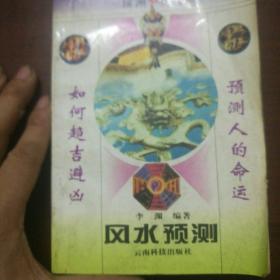 预测人的命运
如何趋吉避凶
李渊 编著
风水预测
云南科技出版社